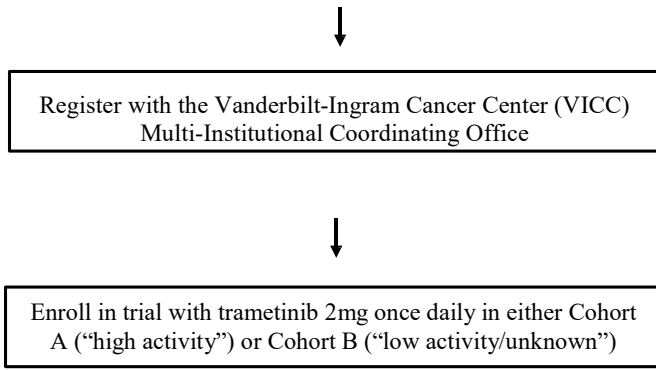 Register with the Vanderbilt-Ingram Cancer Center (VICC)
Multi-Institutional Coordinating Office
Enroll in trial with trametinib 2mg once daily in either Cohort
A (“high activity”) or Cohort B (“low activity/unknown”)